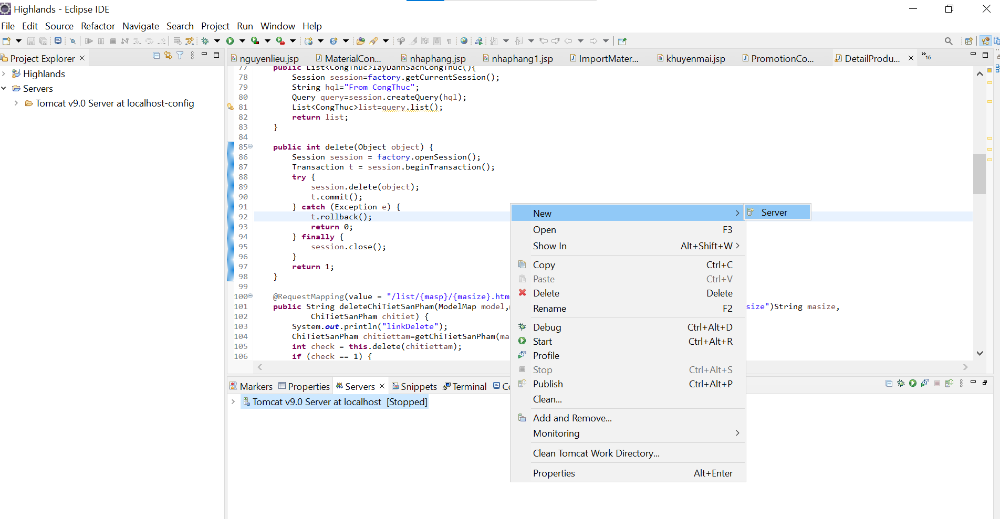 Highlands - Eclipse IDE
File Edit Source Refactor Navigate Search Project Run Window Help
Project Explorer
Highlands
Servers
Tomcat v9.0 Server at localhost-config
nguyenlieu.jsp MaterialCon... nhaphang.jsp nhaphang1.jsp ImportMater... khuyenmai.jsp PromotionCo... DetailProdu... »16
77 public List<CongThuc>layDanhSachCongThuc(){
78 Session session=factory.getCurrentSession();
79 String hql="From CongThuc";
80 Query query=session.createQuery(hql);
81 List<CongThuc>list=query.list();
82 return list;
83 }
84
85 public int delete(Object object) {
86 Session session = factory.openSession();
87 Transaction t = session.beginTransaction();
88 try {
89 session.delete(object);
90 t.commit();
91 } catch (Exception e) {
92 t.rollback();
93 return 0;
94 } finally {
95 session.close();
96 }
97 return 1;
98 }
99
100 @RequestMapping(value = "/list/{masp}/{masize}.htm
101 public String deleteChiTietSanPham(ModelMap model, size")String masize,
102 ChiTietSanPham chitiet) {
103 System.out.println("linkDelete");
104 ChiTietSanPham chitiettam=getChiTietSanPham(ma
105 int check = this.delete(chitiettam);
106 if (check == 1) {
New
Server
Open F3
Show In Alt+Shift+W
Copy Ctrl+C
Paste Ctrl+V
Delete Delete
Rename F2
Debug Ctrl+Alt+D
Start Ctrl+Alt+R
Profile
Stop Ctrl+Alt+S
Publish Ctrl+Alt+P
Clean...
Add and Remove...
Monitoring
Clean Tomcat Work Directory...
Properties Alt+Enter
Markers Properties Servers Snippets Terminal Co
Tomcat v9.0 Server at localhost [Stopped]